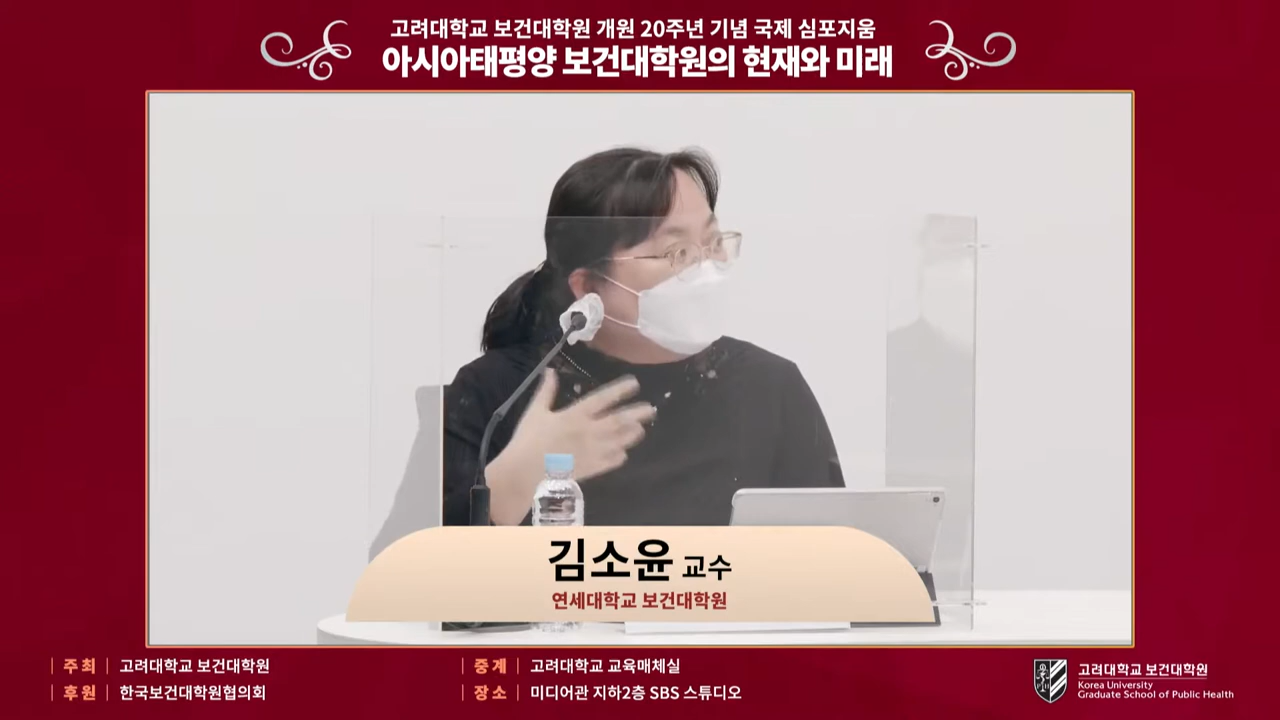 고려대학교 보건대학원 개원 20주년 기념 국제 심포지움
아시아태평양 보건대학원의 현재와 미래
김소윤 교수
연세대학교 보건대학원
주최 고려대학교 보건대학원
후원 한국보건대학원협의회
중계 고려대학교 교육매체실
장소 미디어관 지하2층 SBS 스튜디오
고려대학교 보건대학원
Korea University
Graduate School of Public Health